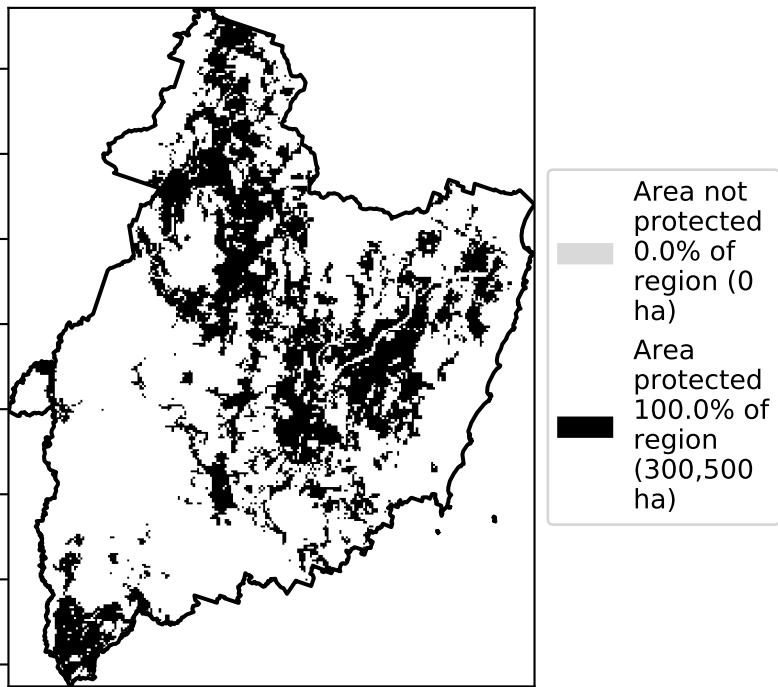 Area not
protected
0.0% of
region (0
ha)
Area
protected
100.0% of
region
(300,500
ha)